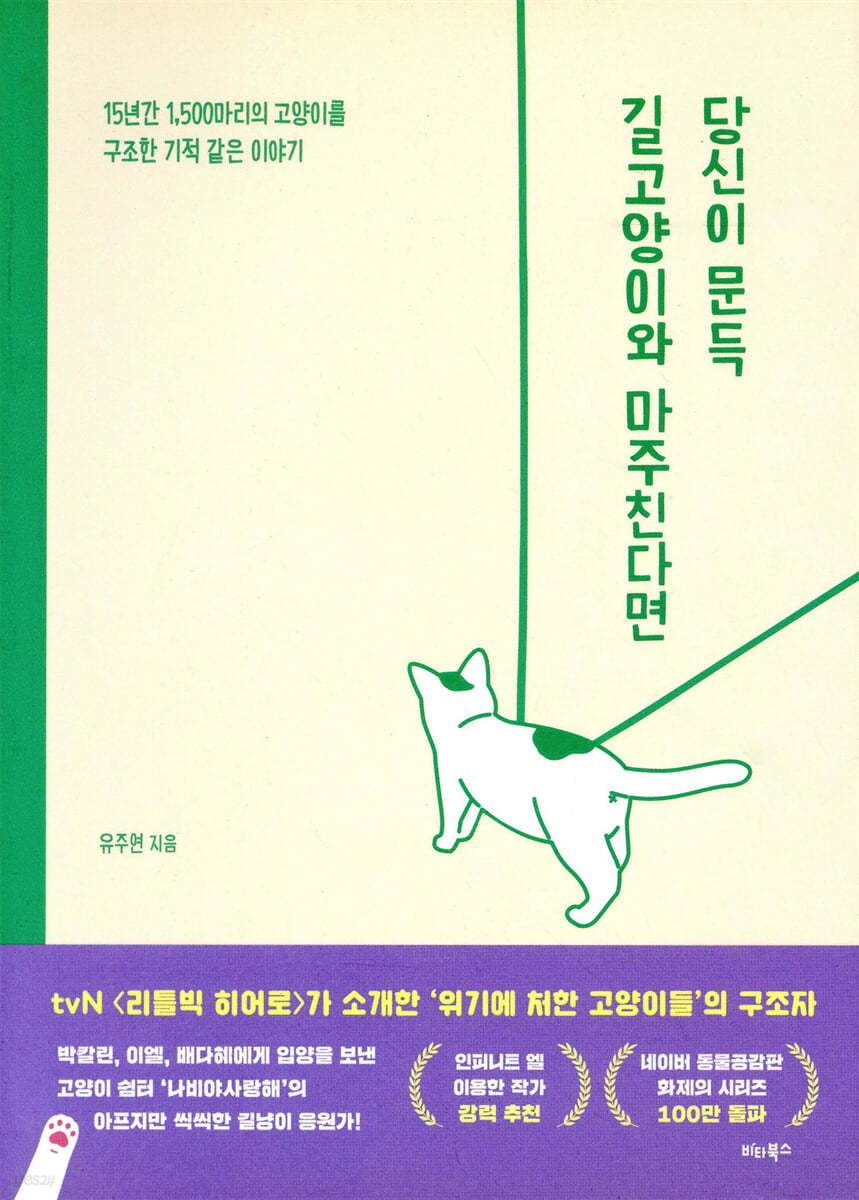 15년간 1,500마리의 고양이를
구조한 기적 같은 이야기
당신이 문득
길고양이와 마주친다면
유주연 지음
tvN <리틀빅 히어로>가 소개한 ‘위기에 처한 고양이들’의 구조자
박칼린, 이엘, 배다해에게 입양을 보낸
고양이 쉼터 ‘나비야사랑해’의
아프지만 씩씩한 길냥이 응원가!
인피니트 엘
이용한 작가
강력 추천
네이버 동물공감판
화제의 시리즈
100만 돌파
비타북스
yes24